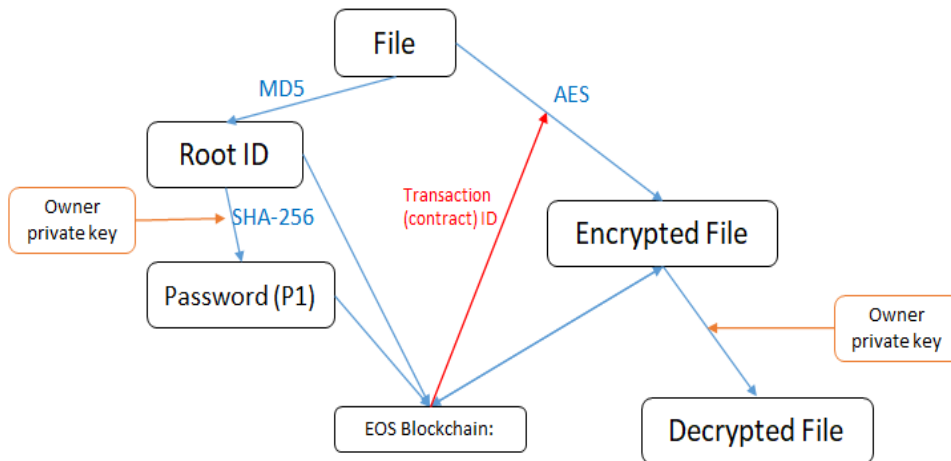 File
MD5
AES
Root ID
Owner
private key
SHA-256
Transaction
(contract) ID
Encrypted File
Password (P1)
Owner
private key
EOS Blockchain:
Decrypted File